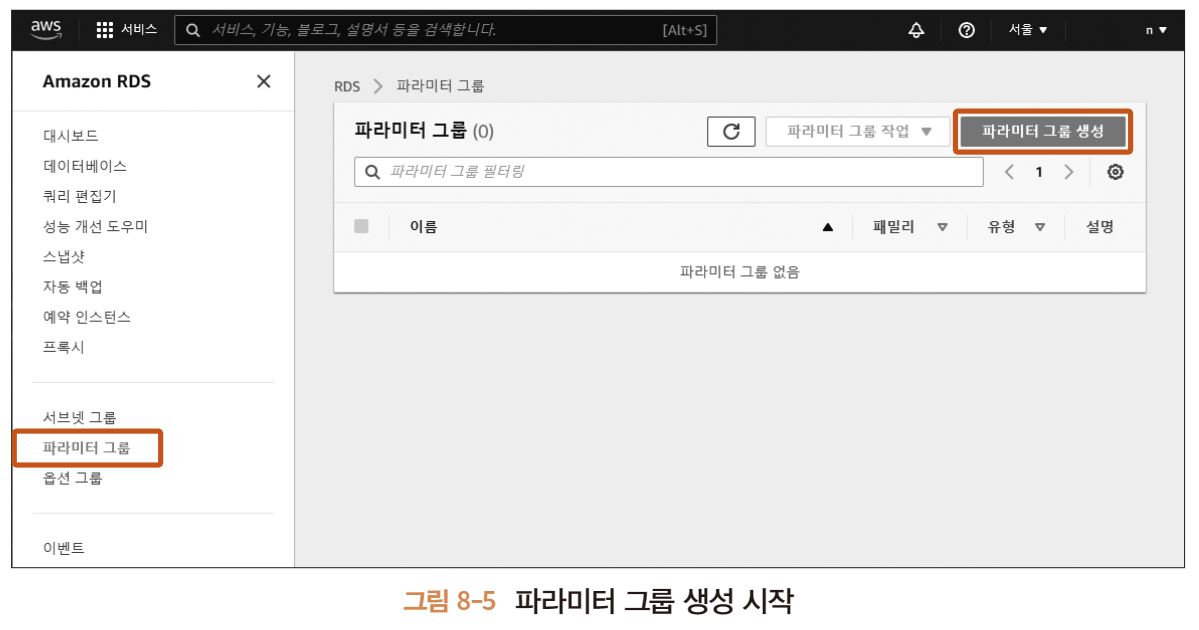 aws 서비스 서비스, 기능, 블로그, 설명서 등을 검색합니다. [Alt+S] 서울 ▼ n ▼
Amazon RDS ✕
대시보드
데이터베이스
쿼리 편집기
성능 개선 도우미
스냅샷
자동 백업
예약 인스턴스
프록시
서브넷 그룹
파라미터 그룹
옵션 그룹
이벤트
RDS > 파라미터 그룹
파라미터 그룹 (0) 파라미터 그룹 작업 ▼ 파라미터 그룹 생성
파라미터 그룹 필터링 < 1 >
이름 ▲ 패밀리 ▽ 유형 ▽ 설명
파라미터 그룹 없음
그림 8-5 파라미터 그룹 생성 시작